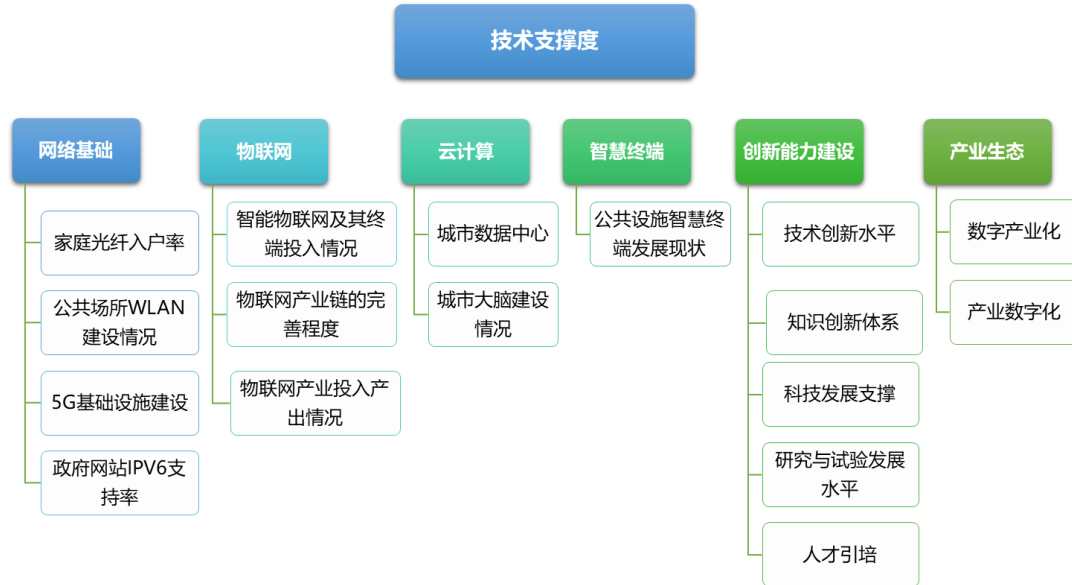 技术支撑度
网络基础
家庭光纤入户率
公共场所WLAN
建设情况
5G基础设施建设
政府网站IPV6支
持率
物联网
智能物联网及其终
端投入情况
物联网产业链的完
善程度
物联网产业投入产
出情况
云计算
城市数据中心
城市大脑建设
情况
智慧终端
公共设施智慧终
端发展现状
创新能力建设
技术创新水平
知识创新体系
科技发展支撑
研究与试验发展
水平
人才引培
产业生态
数字产业化
产业数字化